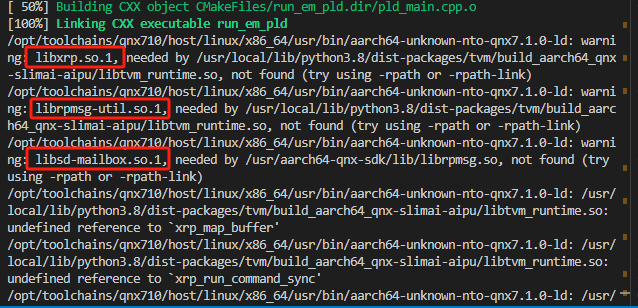 [ 50%] Building CXX object CMakeFiles/run_em_pld.dir/pld_main.cpp.o
[100%] Linking CXX executable run_em_pld
/opt/toolchains/qnx710/host/linux/x86_64/usr/bin/aarch64-unknown-nto-qnx7.1.0-ld: warni
ng: libxrp.so.1, needed by /usr/local/lib/python3.8/dist-packages/tvm/build_aarch64_qnx
-slimai-aipu/libtvm_runtime.so, not found (try using -rpath or -rpath-link)
/opt/toolchains/qnx710/host/linux/x86_64/usr/bin/aarch64-unknown-nto-qnx7.1.0-ld: warni
ng: librpmsg-util.so.1, needed by /usr/local/lib/python3.8/dist-packages/tvm/build_aarc
h64_qnx-slimai-aipu/libtvm_runtime.so, not found (try using -rpath or -rpath-link)
/opt/toolchains/qnx710/host/linux/x86_64/usr/bin/aarch64-unknown-nto-qnx7.1.0-ld: warni
ng: libsd-mailbox.so.1, needed by /usr/aarch64-qnx-sdk/lib/librpmsg.so, not found (try
using -rpath or -rpath-link)
/opt/toolchains/qnx710/host/linux/x86_64/usr/bin/aarch64-unknown-nto-qnx7.1.0-ld: /usr/
local/lib/python3.8/dist-packages/tvm/build_aarch64_qnx-slimai-aipu/libtvm_runtime.so:
undefined reference to `xrp_map_buffer'
/opt/toolchains/qnx710/host/linux/x86_64/usr/bin/aarch64-unknown-nto-qnx7.1.0-ld: /usr/
local/lib/python3.8/dist-packages/tvm/build_aarch64_qnx-slimai-aipu/libtvm_runtime.so:
undefined reference to `xrp_run_command_sync'
/opt/toolchains/qnx710/host/linux/x86_64/usr/bin/aarch64-unknown-nto-qnx7.1.0-ld: /usr/